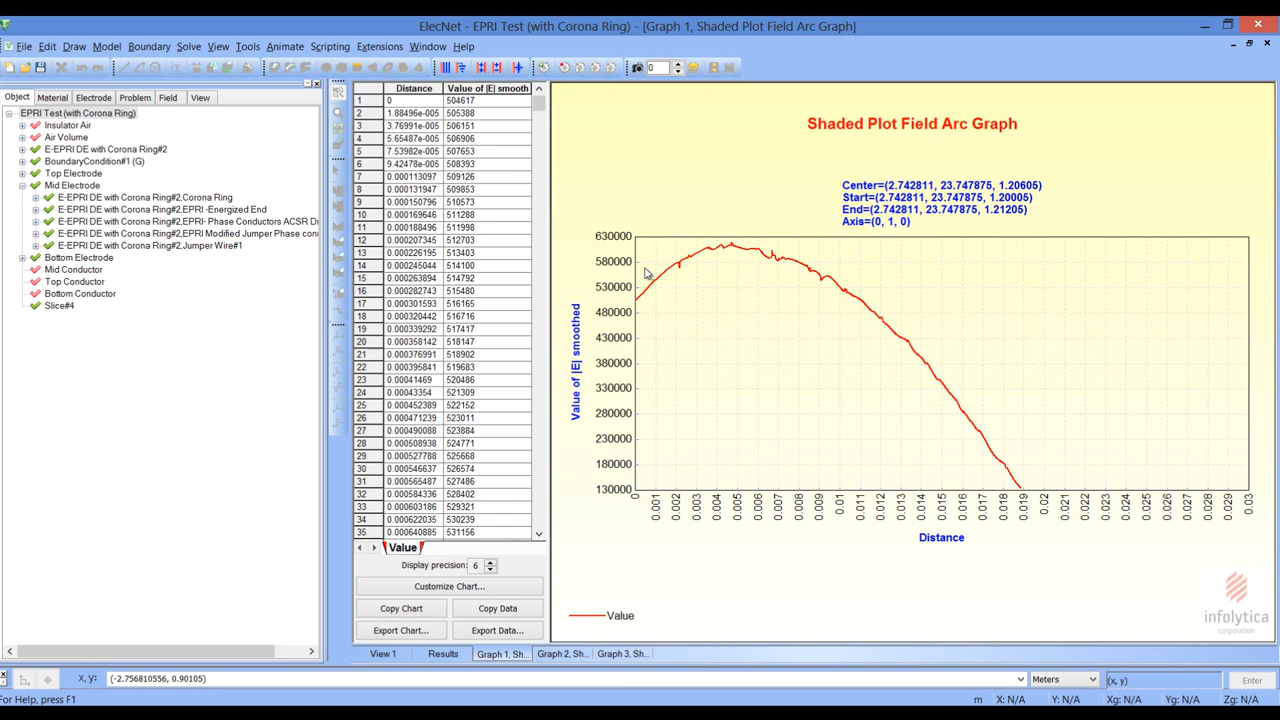 ElecNet - EPRI Test (with Corona Ring) - [Graph 1, Shaded Plot Field Arc Graph]
File Edit Draw Model Boundary Solve View Tools Animate Scripting Extensions Window Help
0
Object Material Electrode Problem Field View
EPRI Test (with Corona Ring)
Insulator Air
Air Volume
E-EPRI DE with Corona Ring#2
BoundaryCondition#1 (G)
Top Electrode
Mid Electrode
E-EPRI DE with Corona Ring#2,Corona Ring
E-EPRI DE with Corona Ring#2,EPRI -Energized End
E-EPRI DE with Corona Ring#2,EPRI- Phase Conductors ACSR Dr
E-EPRI DE with Corona Ring#2,EPRI Modified Jumper Phase conn
E-EPRI DE with Corona Ring#2,Jumper Wire#1
Bottom Electrode
Mid Conductor
Top Conductor
Bottom Conductor
Slice#4
Distance Value of |E| smooth
1 0 504617
2 1.88496e-005 505388
3 3.76991e-005 506151
4 5.65487e-005 506906
5 7.53982e-005 507653
6 9.42478e-005 508393
7 0.000113097 509126
8 0.000131947 509853
9 0.000150796 510573
10 0.000169646 511288
11 0.000188496 511998
12 0.000207345 512703
13 0.000226195 513403
14 0.000245044 514100
15 0.000263894 514792
16 0.000282743 515480
17 0.000301593 516165
18 0.000320442 516716
19 0.000339292 517417
20 0.000358142 518147
21 0.000376991 518902
22 0.000395841 519683
23 0.00041469 520486
24 0.00043354 521309
25 0.000452389 522152
26 0.000471239 523011
27 0.000490088 523884
28 0.000508938 524771
29 0.000527788 525668
30 0.000546637 526574
31 0.000565487 527486
32 0.000584336 528402
33 0.000603186 529321
34 0.000622035 530239
35 0.000640885 531156
Value
Display precision: 6
Customize Chart...
Copy Chart Copy Data
Export Chart... Export Data...
View 1 Results Graph 1, Sh... Graph 2, Sh... Graph 3, Sh...
Shaded Plot Field Arc Graph
Center=(2.742811, 23.747875, 1.20605)
Start=(2.742811, 23.747875, 1.20005)
End=(2.742811, 23.747875, 1.21205)
Axis=(0, 1, 0)
Value of |E| smoothed
630000
580000
530000
480000
430000
380000
330000
280000
230000
180000
130000
0 0.001 0.002 0.003 0.004 0.005 0.006 0.007 0.008 0.009 0.01 0.011 0.012 0.013 0.014 0.015 0.016 0.017 0.018 0.019 0.02 0.021 0.022 0.023 0.024 0.025 0.026 0.027 0.028 0.029 0.03
Distance
Value
infolytica
corporation
x, y: (-2.756810556, 0.90105) Meters (x, y) Enter
For Help, press F1 m X: N/A Y: N/A Xg: N/A Yg: N/A Zg: N/A